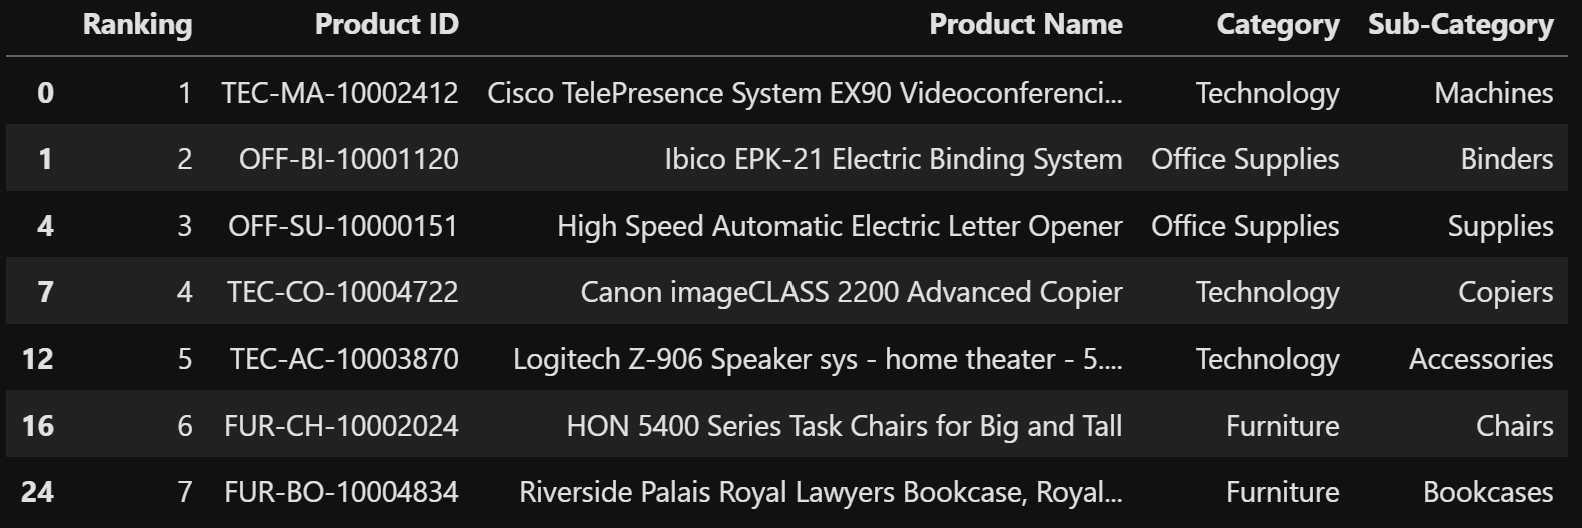 Ranking Product ID Product Name Category Sub-Category
0 1 TEC-MA-10002412 Cisco TelePresence System EX90 Videoconferenci... Technology Machines
1 2 OFF-BI-10001120 Ibico EPK-21 Electric Binding System Office Supplies Binders
4 3 OFF-SU-10000151 High Speed Automatic Electric Letter Opener Office Supplies Supplies
7 4 TEC-CO-10004722 Canon imageCLASS 2200 Advanced Copier Technology Copiers
12 5 TEC-AC-10003870 Logitech Z-906 Speaker sys - home theater - 5.... Technology Accessories
16 6 FUR-CH-10002024 HON 5400 Series Task Chairs for Big and Tall Furniture Chairs
24 7 FUR-BO-10004834 Riverside Palais Royal Lawyers Bookcase, Royal... Furniture Bookcases